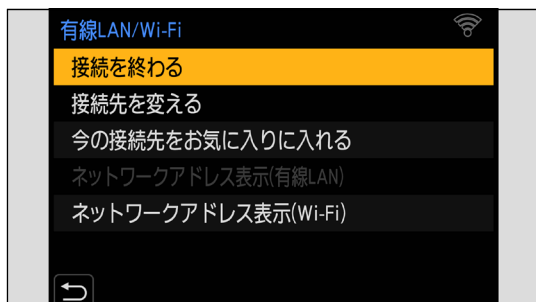 有線LAN/Wi-Fi
接続を終わる
接続先を変える
今の接続先をお気に入りに入れる
ネットワークアドレス表示(有線LAN)
ネットワークアドレス表示(Wi-Fi)